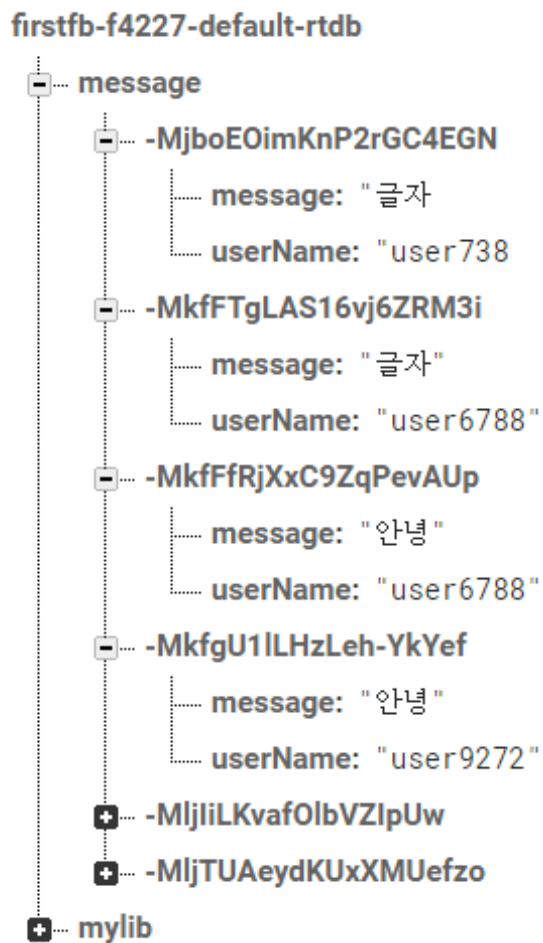 firstfb-f4227-default-rtdb
message
-MjboEOimKnP2rGC4EGN
message: "글자
userName: "user738
-MkfFTgLAS16vj6ZRM3i
message: "글자"
userName: "user6788"
-MkfFfRjXxC9ZqPevAUp
message: "안녕"
userName: "user6788"
-MkfgU1lLHzLeh-YkYef
message: "안녕"
userName: "user9272"
-MljIiLKvafOlbVZIpUw
-MljTUAeydKUxXMUefzo
mylib